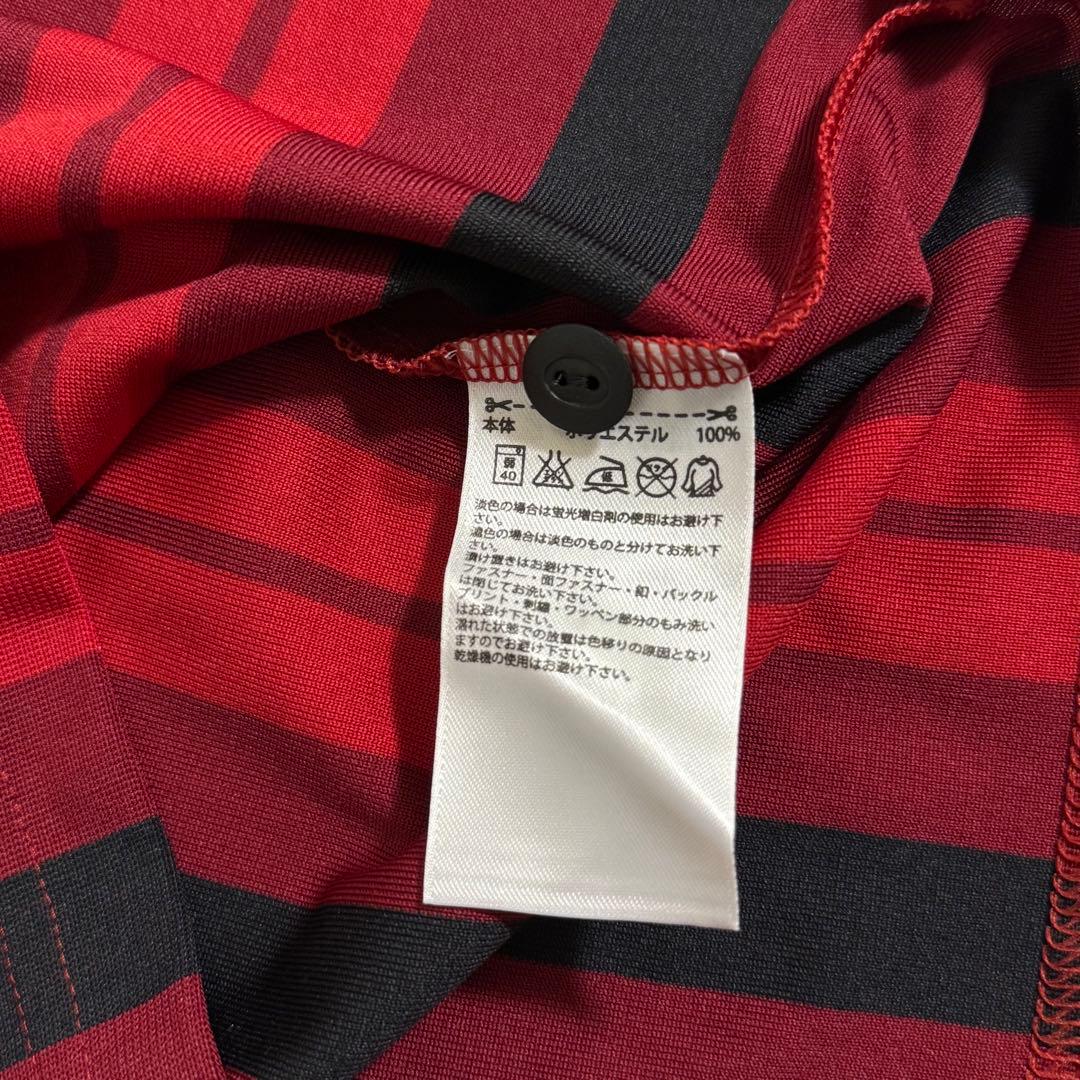 本体 ポリエステル 100%
弱
40
低
淡色の場合は蛍光増白剤の使用はお避け下
さい。
濃色の場合は淡色のものと分けてお洗い下
さい。
漬け置きはお避け下さい。
ファスナー・面ファスナー・釦・バックル
は閉じてお洗い下さい。
プリント・刺繍・ワッペン部分のもみ洗い
はお避け下さい。
濡れた状態での放置は色移りの原因となり
ますのでお避け下さい。
乾燥機の使用はお避け下さい。